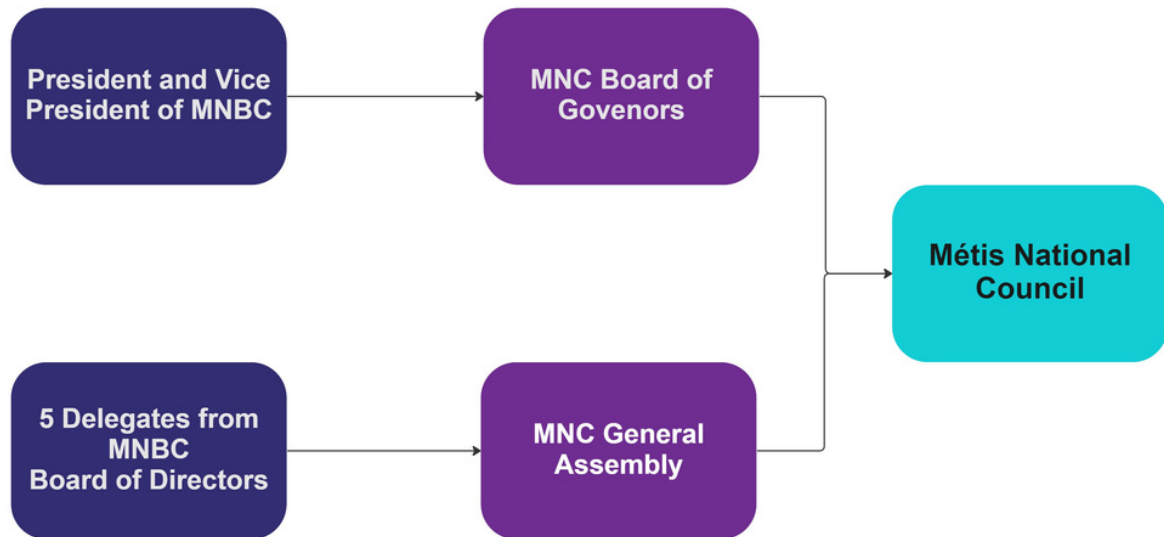 President and Vice
President of MNBC
MNC Board of
Govenors
Métis National
Council
5 Delegates from
MNBC
Board of Directors
MNC General
Assembly